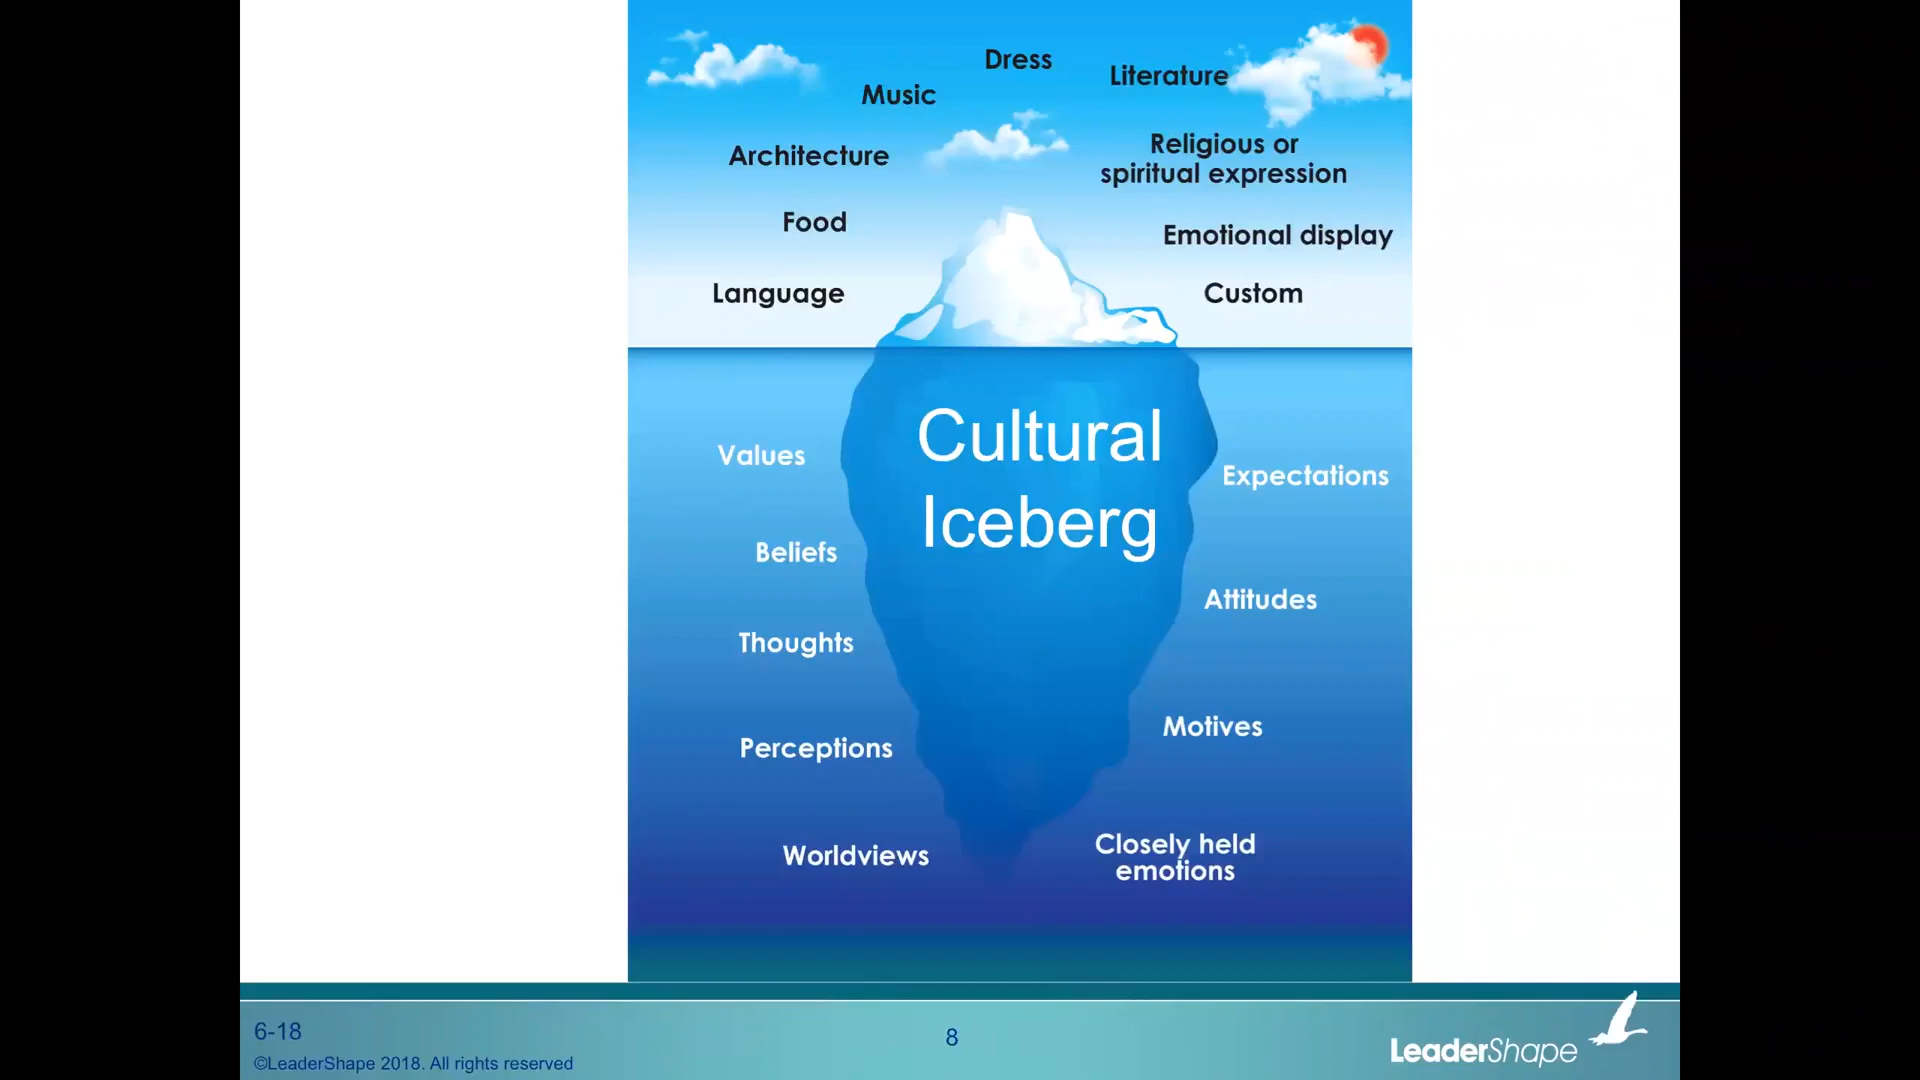 Dress
Literature
Music
Religious or
spiritual expression
Architecture
Food
Emotional display
Language
Custom
Cultural
Iceberg
Values
Expectations
Beliefs
Attitudes
Thoughts
Motives
Perceptions
Closely held
emotions
Worldviews
6-18
©LeaderShape 2018. All rights reserved
8
LeaderShape